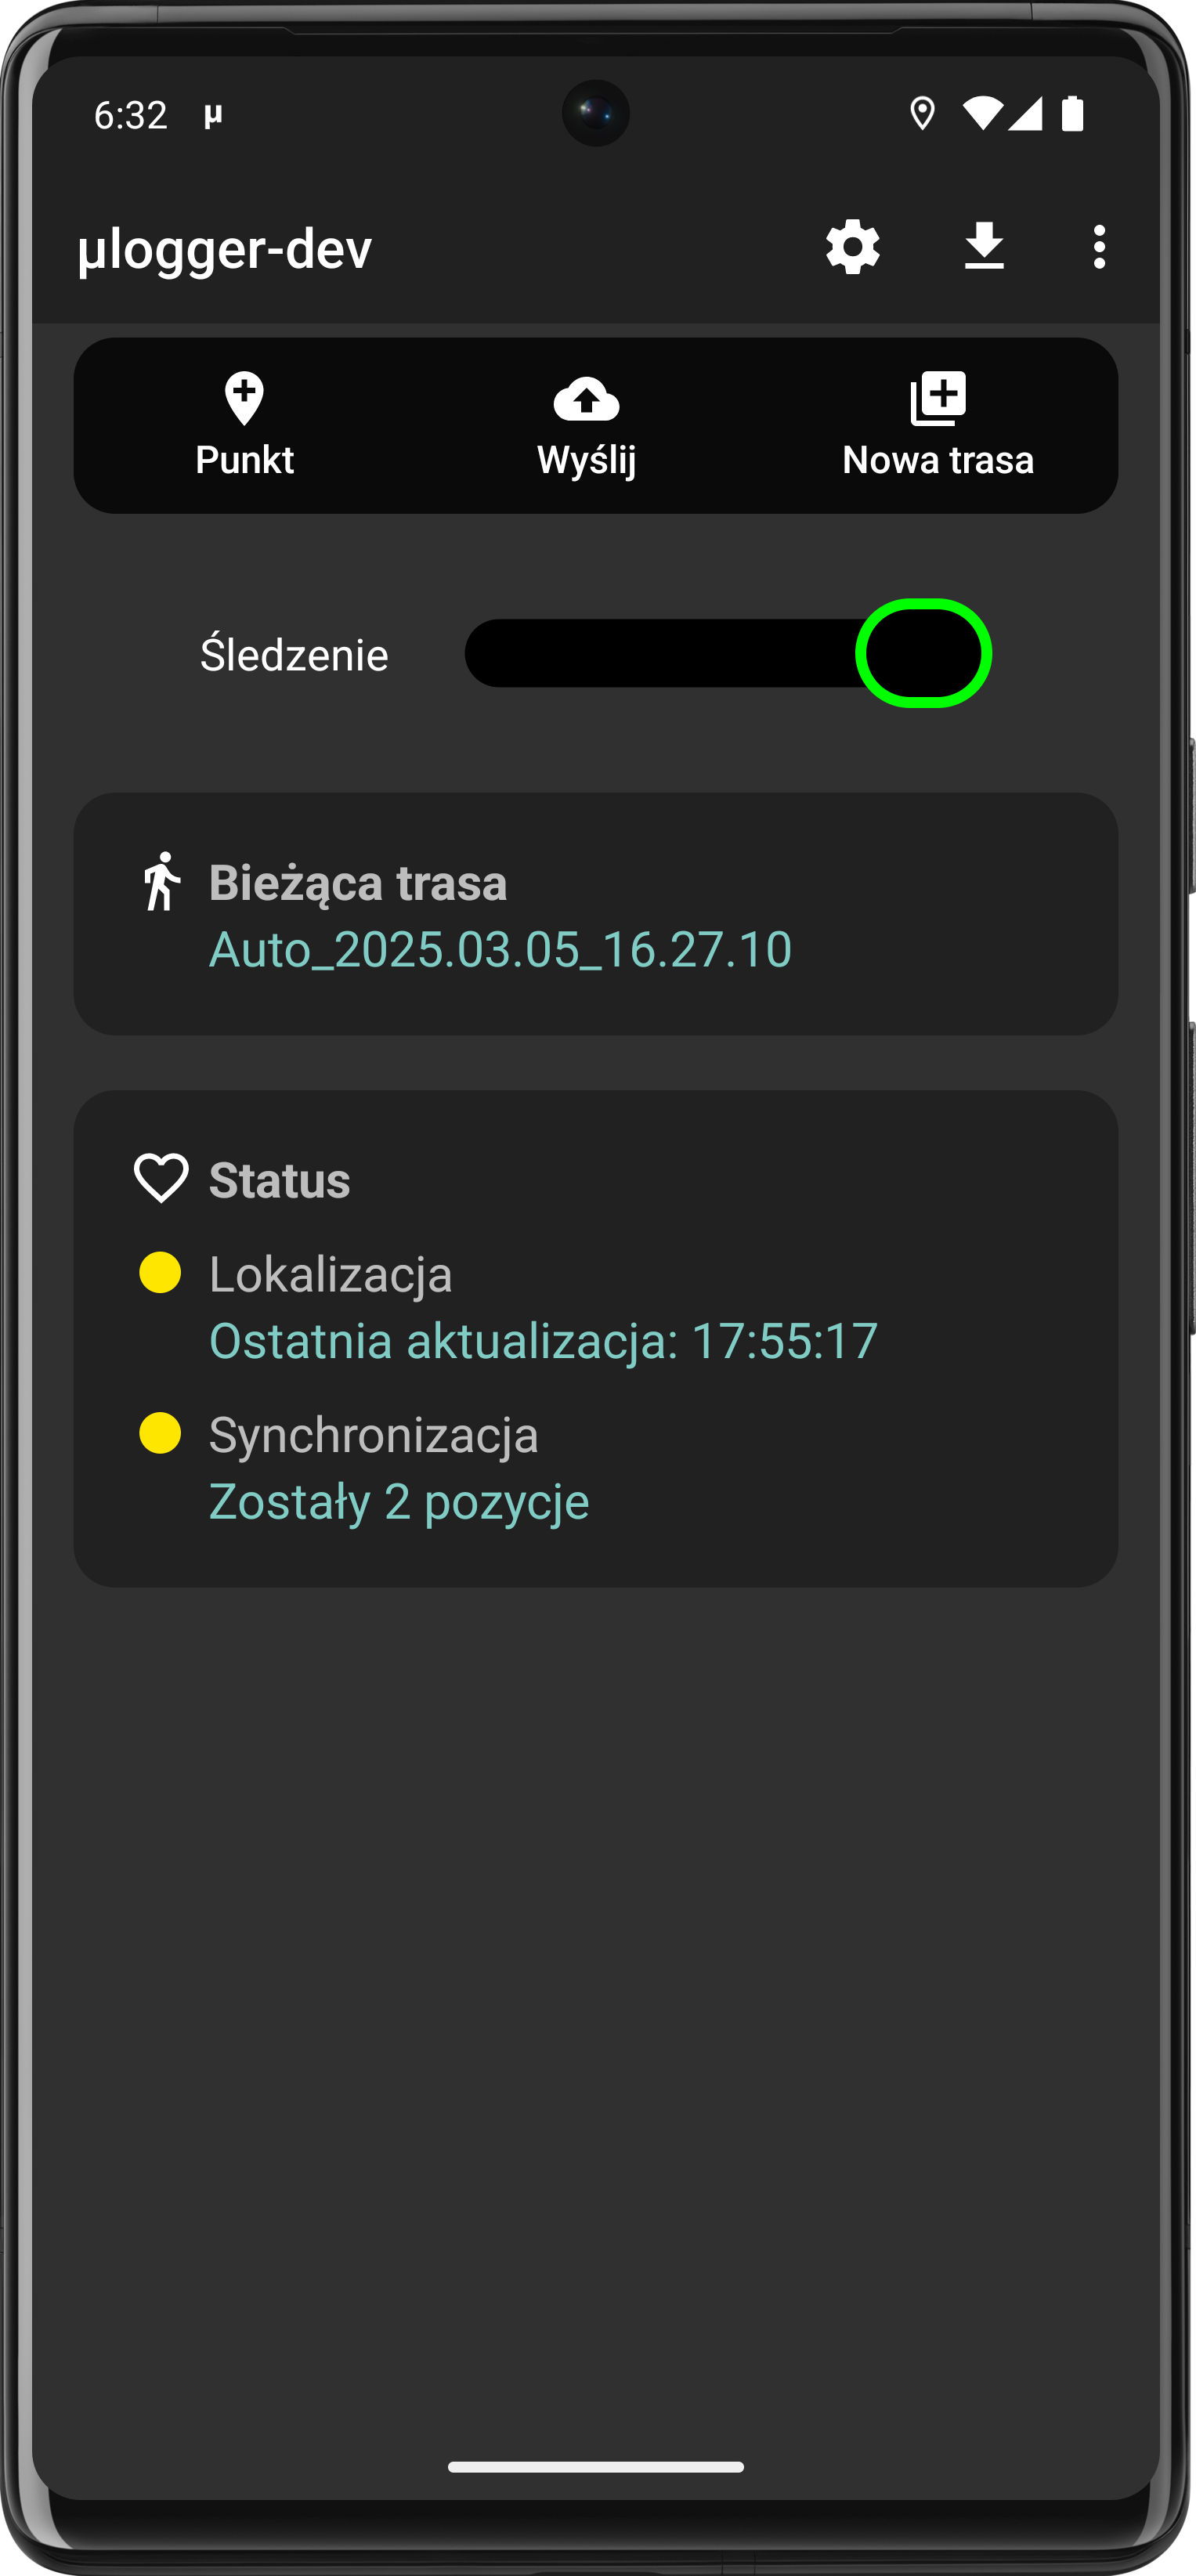 6:32 µ
µlogger-dev
Punkt
Wyślij
Nowa trasa
Śledzenie
Bieżąca trasa
Auto_2025.03.05_16.27.10
Status
Lokalizacja
Ostatnia aktualizacja: 17:55:17
Synchronizacja
Zostały 2 pozycje